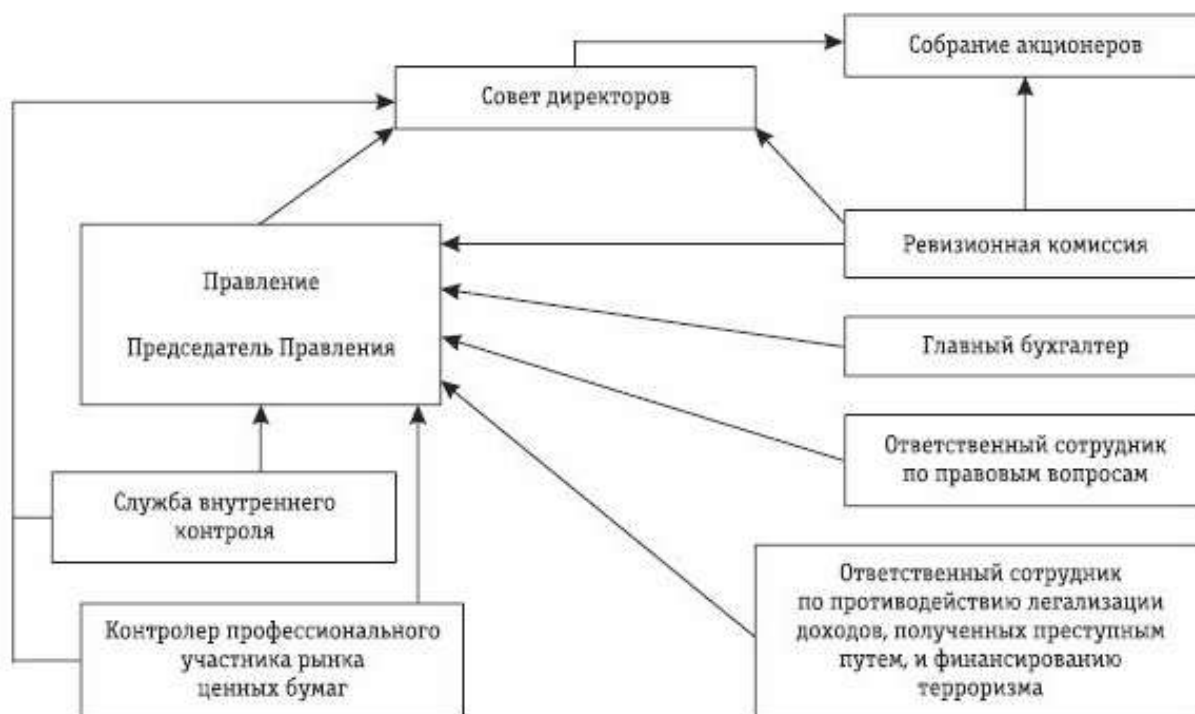 Собрание акционеров
Совет директоров
Ревизионная комиссия
Правление
Председатель Правления
Главный бухгалтер
Ответственный сотрудник
по правовым вопросам
Служба внутреннего
контроля
Ответственный сотрудник
по противодействию легализации
доходов, полученных преступным
путем, и финансированию
терроризма
Контролер профессионального
участника рынка
ценных бумаг